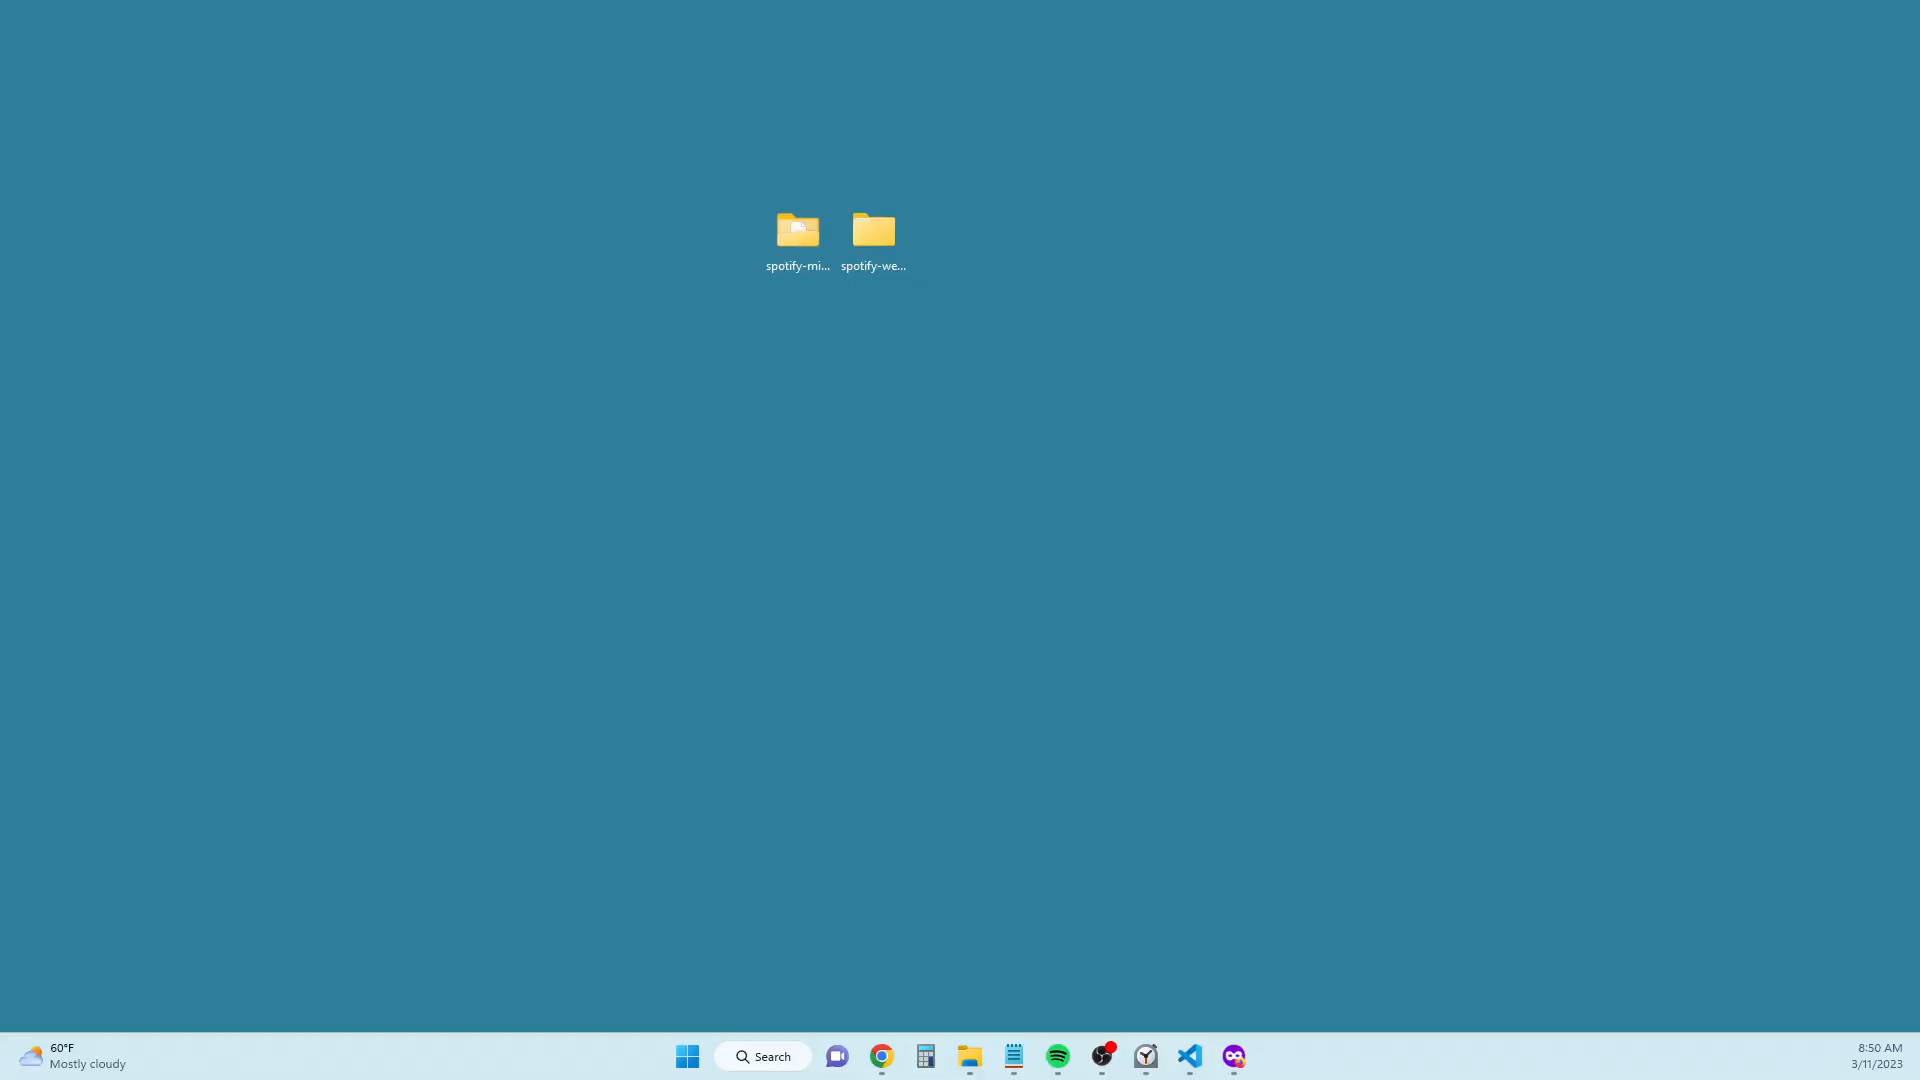 spotify-mi...
spotify-we...
60°F
Mostly cloudy
Search
8:50 AM
3/11/2023